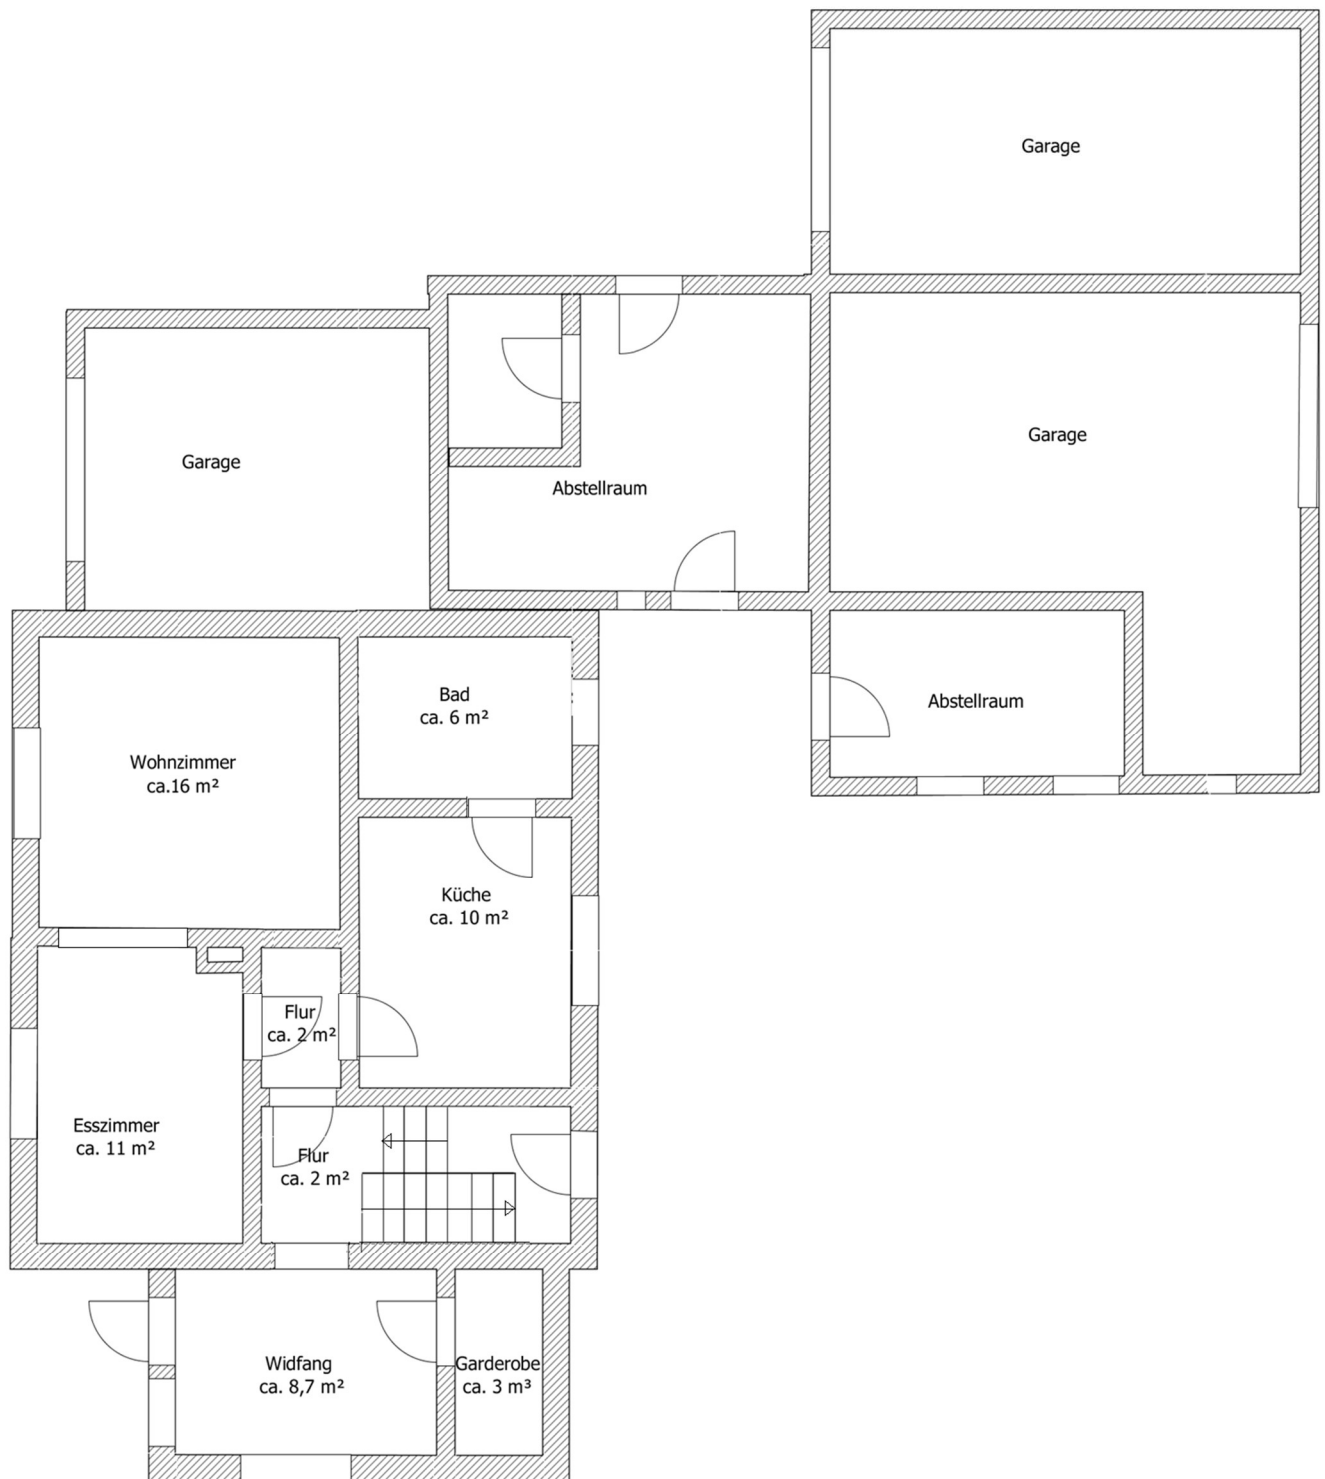 Garage
Garage
Garage
Abstellraum
Bad
ca. 6 m²
Abstellraum
Wohnzimmer
ca.16 m²
Küche
ca. 10 m²
Flur
ca. 2 m²
Esszimmer
ca. 11 m²
Flur
ca. 2 m²
Widfang
ca. 8,7 m²
Garderobe
ca. 3 m³